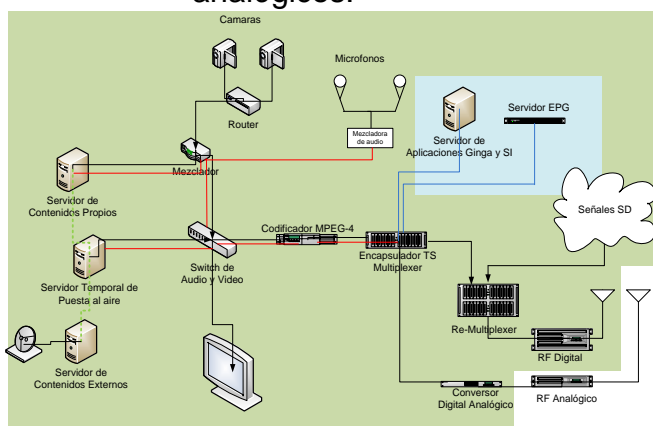 analógicos.
Camaras
Microfonos
Router
Mezcladora
de audio
Servidor EPG
Servidor de
Aplicaciones Ginga y SI
Mezclador
Servidor de
Contenidos Propios
Señales SD
Codificador MPEG-4
Encapsulador TS
Multiplexer
Switch de
Audio y Video
Servidor Temporal de
Puesta al aire
Re-Multiplexer
RF Digital
Servidor de
Contenidos Externos
Conversor
Digital Analógico
RF Analógico